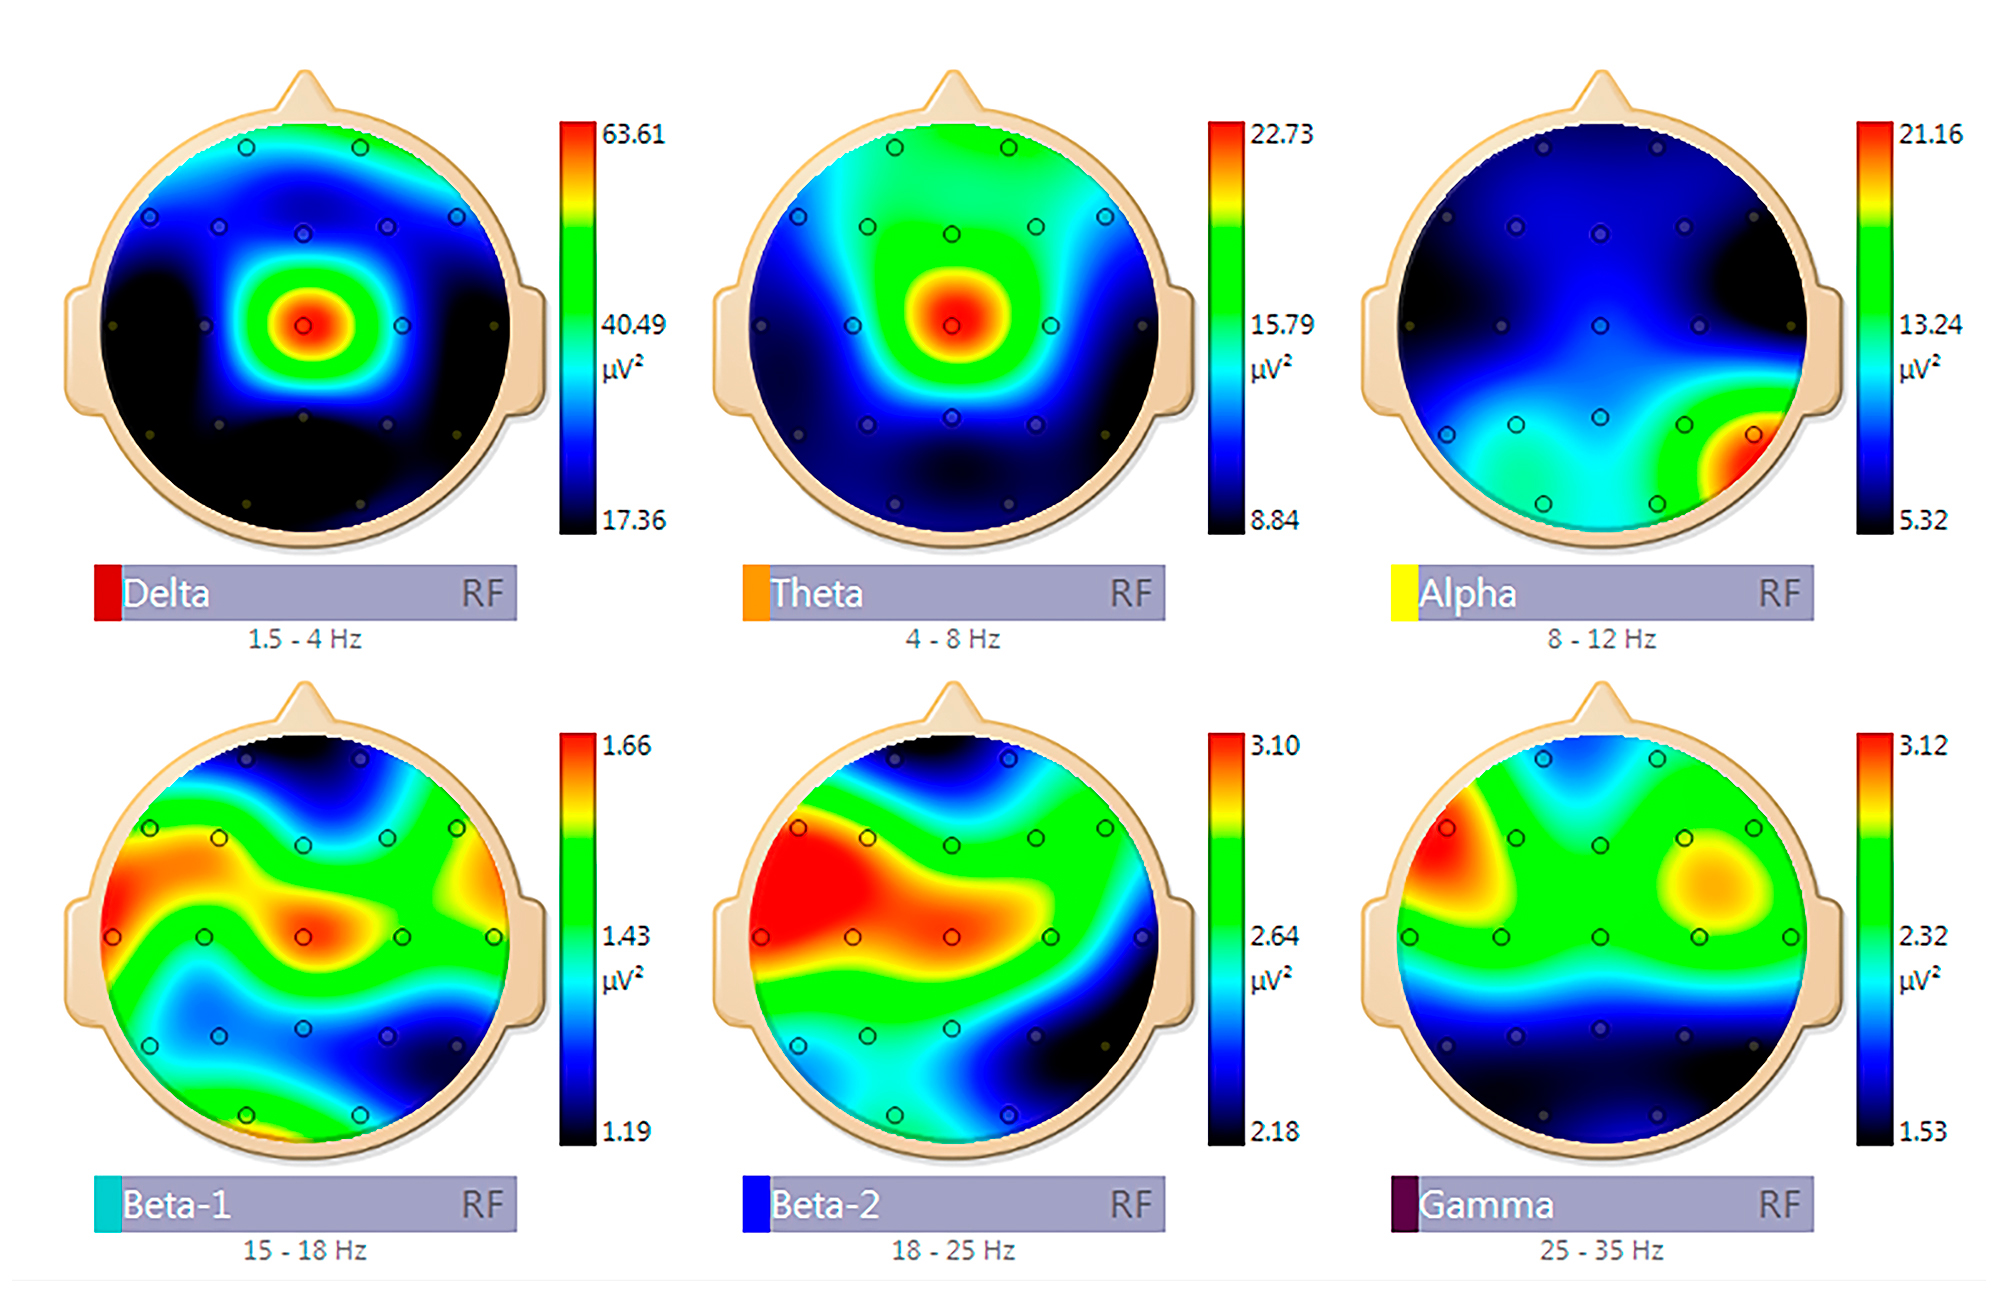 63.61
40.49
µV²
17.36
Delta RF
1.5 - 4 Hz
22.73
15.79
µV²
8.84
Theta RF
4 - 8 Hz
21.16
13.24
µV²
5.32
Alpha RF
8 - 12 Hz
1.66
1.43
µV²
1.19
Beta-1 RF
15 - 18 Hz
3.10
2.64
µV²
2.18
Beta-2 RF
18 - 25 Hz
3.12
2.32
µV²
1.53
Gamma RF
25 - 35 Hz